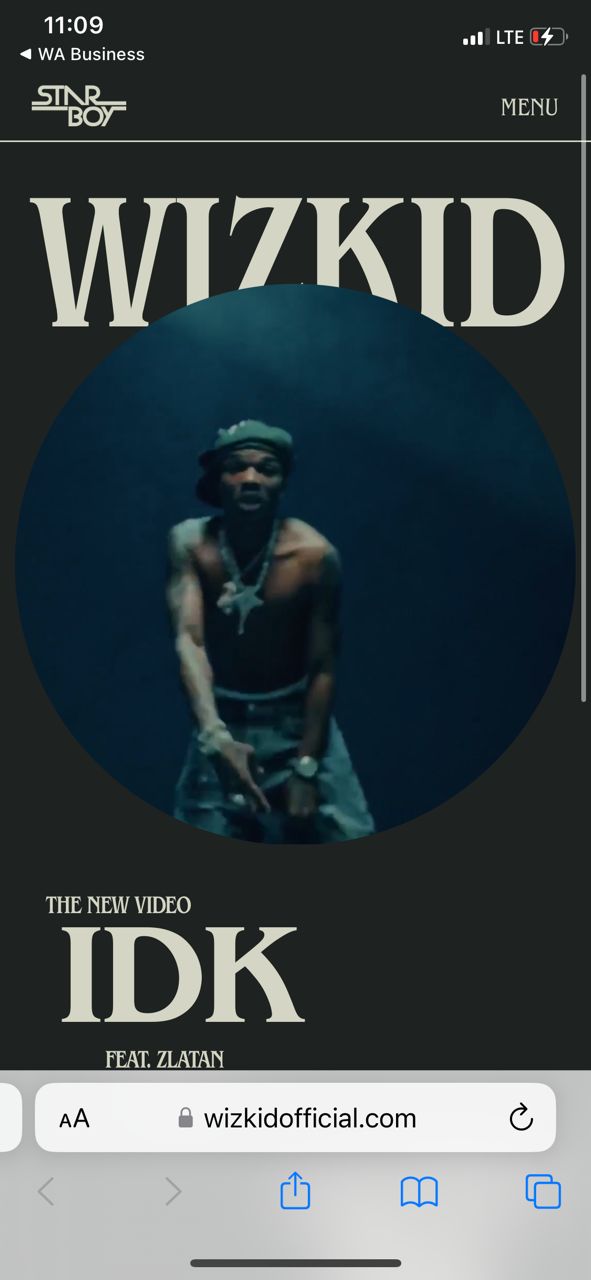 11:09
LTE
◀ WA Business
STAR
BOY
MENU
WIZKID
THE NEW VIDEO
IDK
FEAT. ZLATAN
AA
wizkidofficial.com